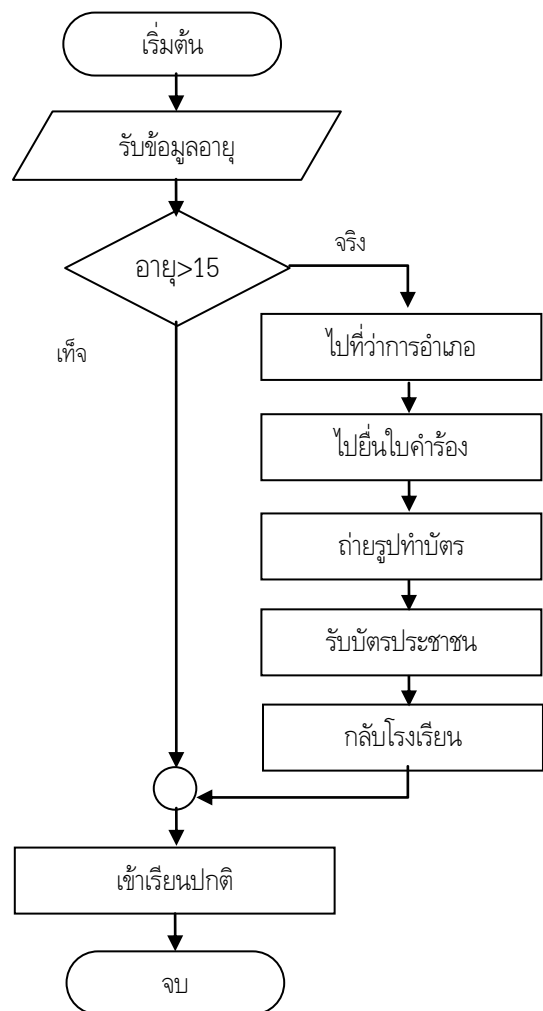 เริ่มต้น
รับข้อมูลอายุ
อายุ>15
จริง
เท็จ
ไปที่ว่าการอำเภอ
ไปยื่นใบคำร้อง
ถ่ายรูปทำบัตร
รับบัตรประชาชน
กลับโรงเรียน
เข้าเรียนปกติ
จบ